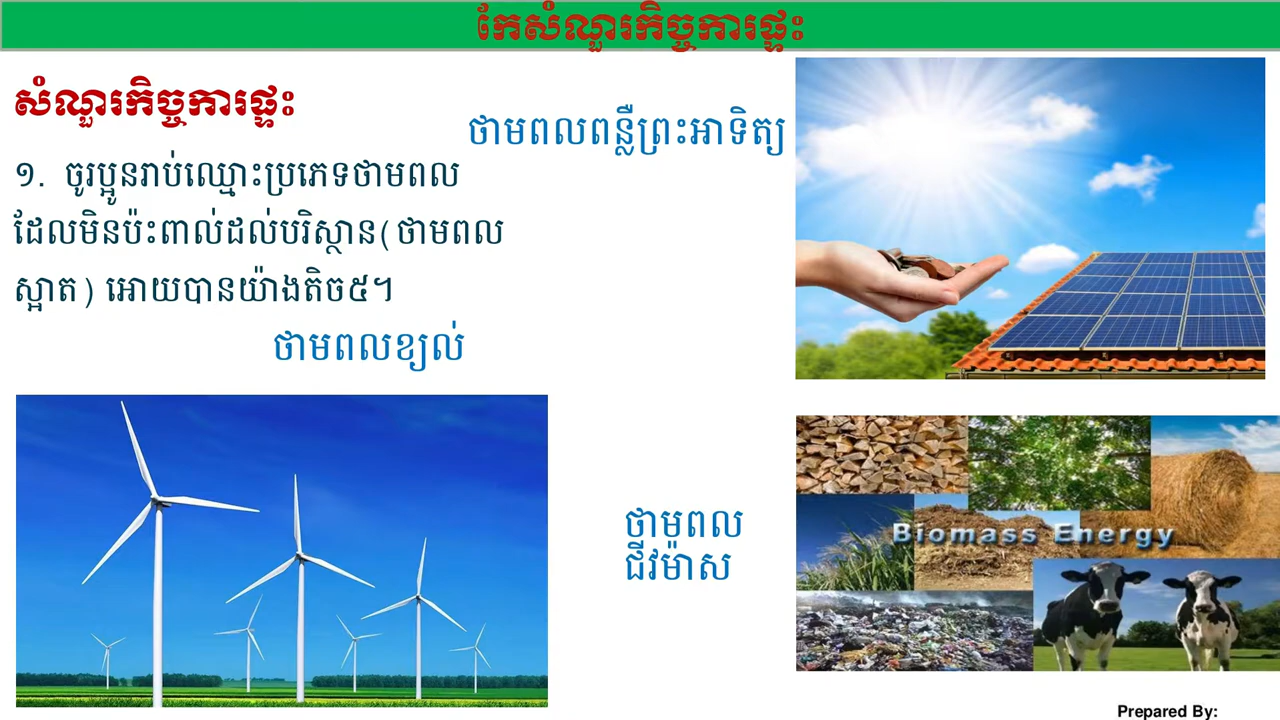 កែសំណួរកិច្ចការផ្ទះ
សំណួរកិច្ចការផ្ទះ
ថាមពលពន្លឺព្រះអាទិត្យ
១. ចូរប្អូនរាប់ឈ្មោះប្រភេទថាមពល
ដែលមិនប៉ះពាល់ដល់បរិស្ថាន(ថាមពល
ស្អាត) អោយបានយ៉ាងតិច៥។
ថាមពលខ្យល់
ថាមពល
ជីវម៉ាស
Biomass Energy
Prepared By: